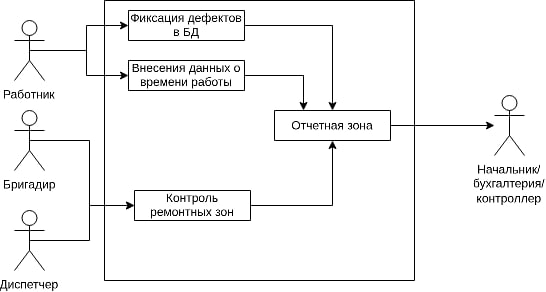 Фиксация дефектов
в БД
Внесения данных о
времени работы
Работник
Отчетная зона
Бригадир
Начальник/
бухгалтерия/
контроллер
Контроль
ремонтных зон
Диспетчер